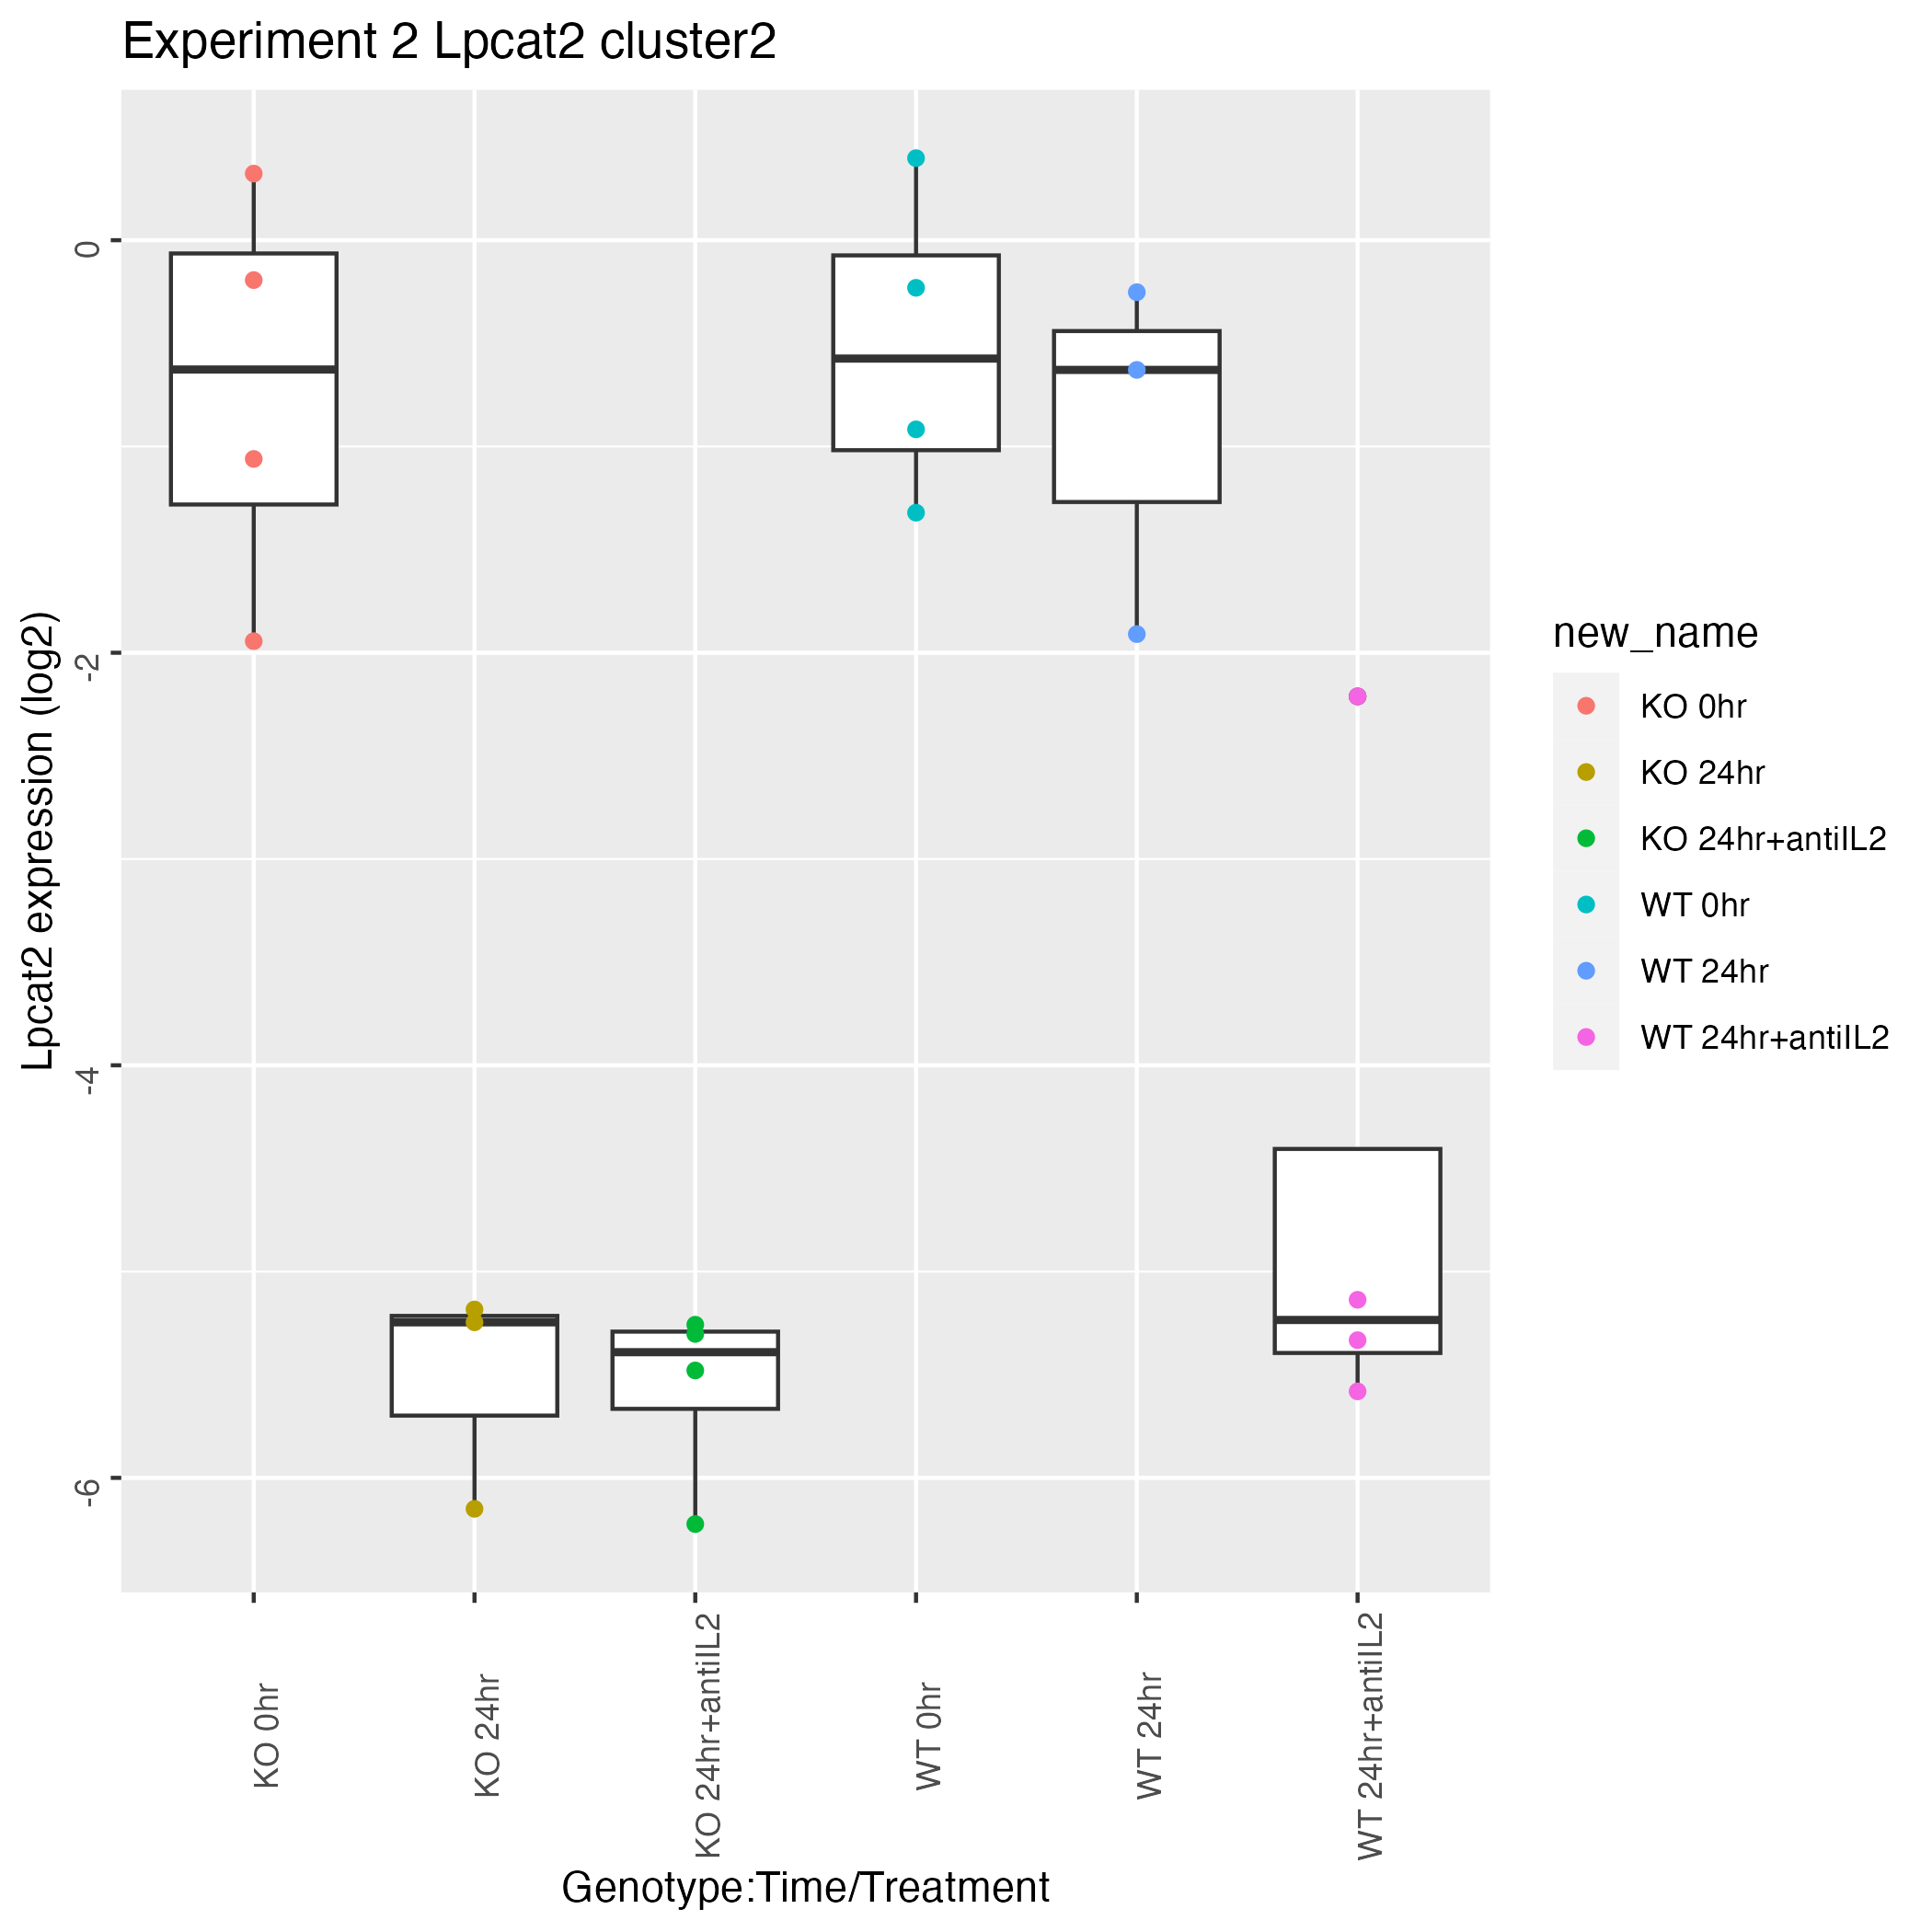 Experiment 2 Lpcat2 cluster2
Lpcat2 expression (log2)
0
-2
-4
-6
KO 0hr
KO 24hr
KO 24hr+antiIL2
WT 0hr
WT 24hr
WT 24hr+antiIL2
Genotype:Time/Treatment
new_name
KO 0hr
KO 24hr
KO 24hr+antiIL2
WT 0hr
WT 24hr
WT 24hr+antiIL2